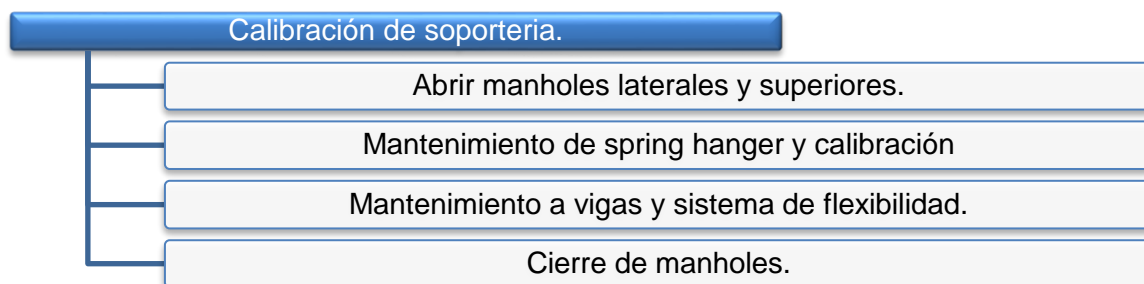 Calibración de soporteria.
Abrir manholes laterales y superiores.
Mantenimiento de spring hanger y calibración
Mantenimiento a vigas y sistema de flexibilidad.
Cierre de manholes.